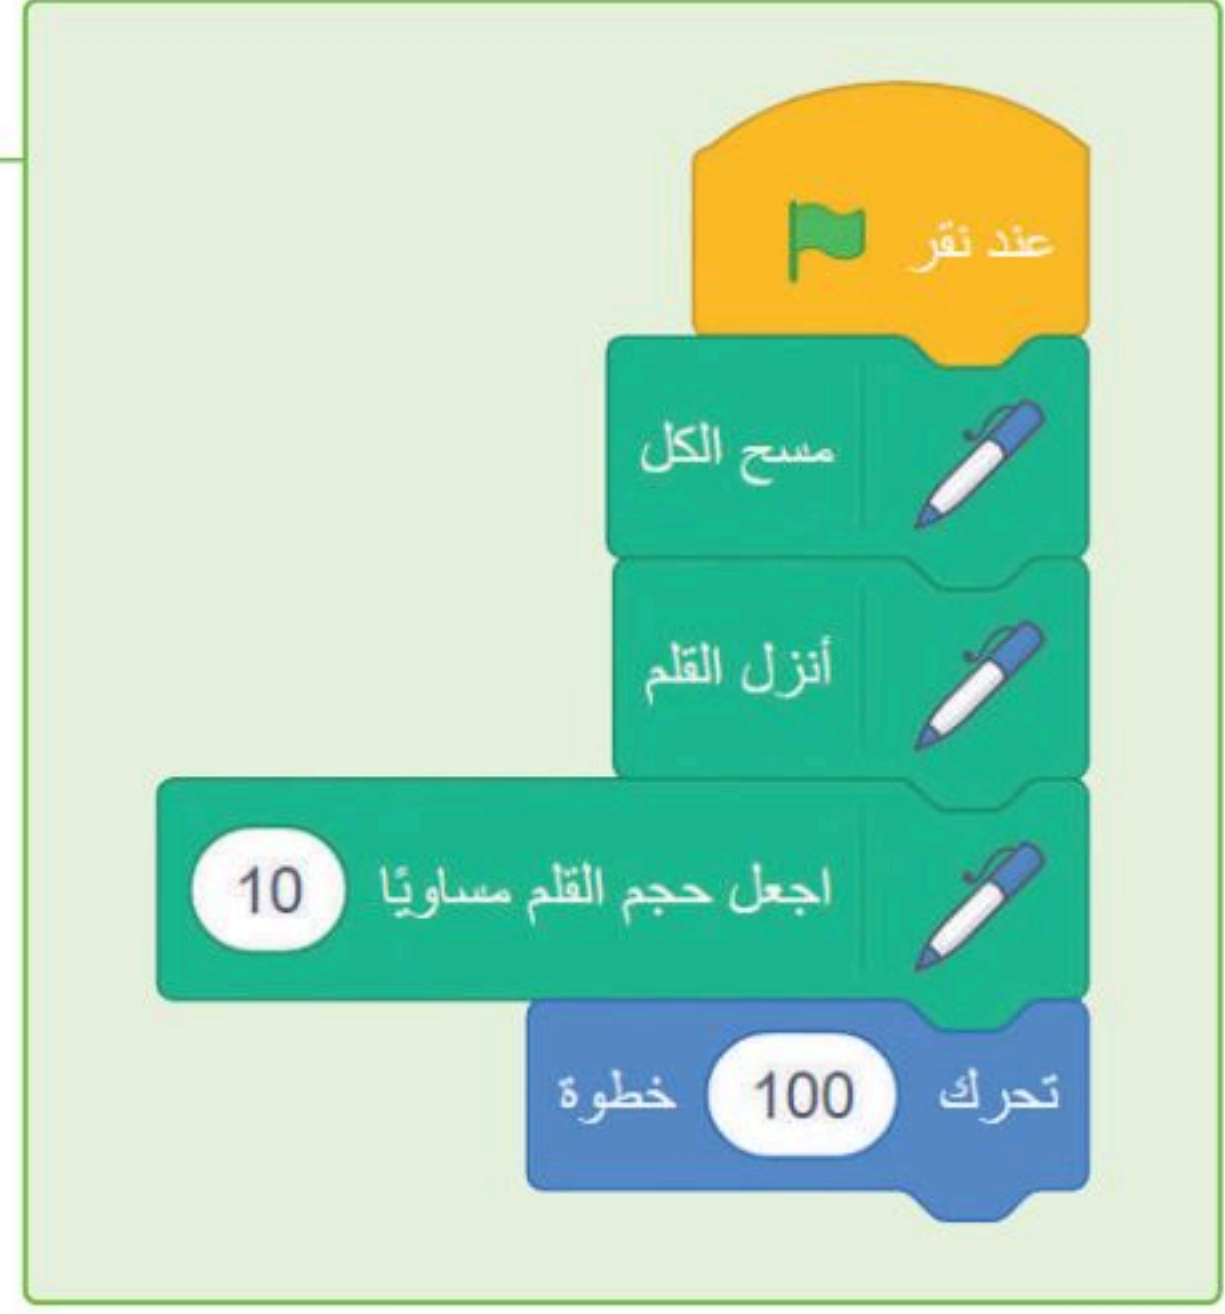 عند نقر
مسح الكل
أنزل القلم
اجعل حجم القلم مساويًا 10
تحرك 100 خطوة